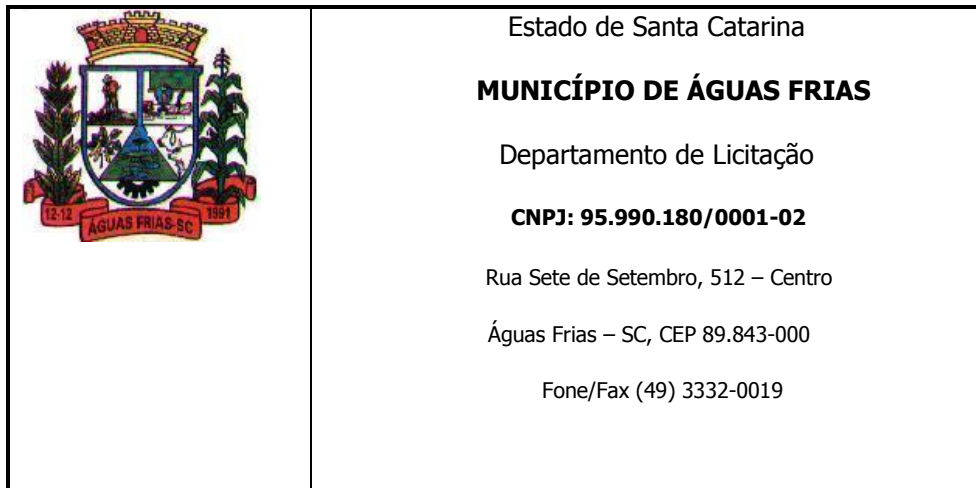 12-12
ÁGUAS FRIAS-SC
1991
Estado de Santa Catarina
MUNICÍPIO DE ÁGUAS FRIAS
Departamento de Licitação
CNPJ: 95.990.180/0001-02
Rua Sete de Setembro, 512 – Centro
Águas Frias – SC, CEP 89.843-000
Fone/Fax (49) 3332-0019